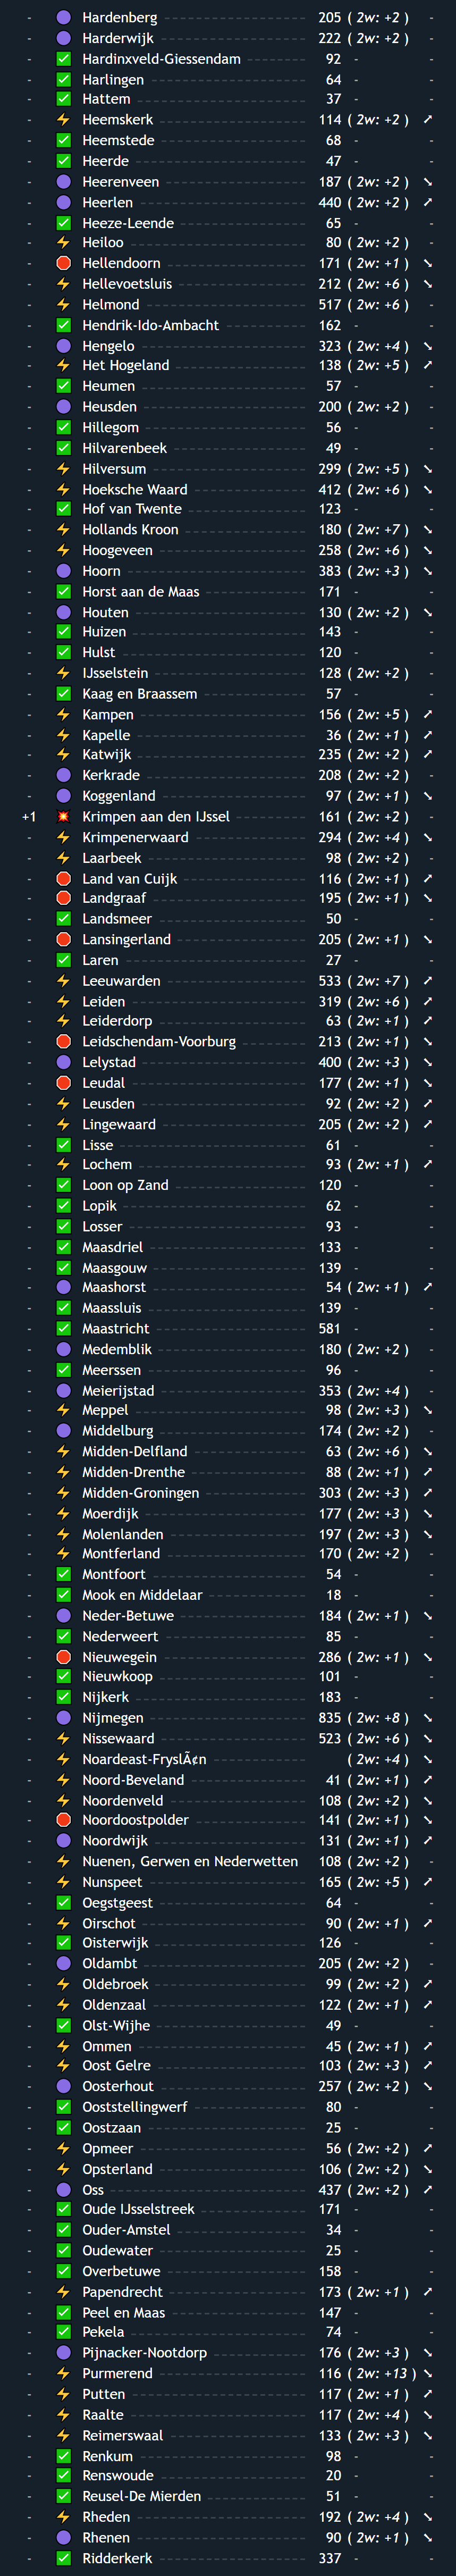 - Hardenberg 205 ( 2w: +2 ) -
- Harderwijk 222 ( 2w: +2 ) -
- Hardinxveld-Giessendam 92 - -
- Harlingen 64 - -
- Hattem 37 - -
- Heemskerk 114 ( 2w: +2 ) ↗
- Heemstede 68 - -
- Heerde 47 - -
- Heerenveen 187 ( 2w: +2 ) ↘
- Heerlen 440 ( 2w: +2 ) ↗
- Heeze-Leende 65 - -
- Heiloo 80 ( 2w: +2 ) -
- Hellendoorn 171 ( 2w: +1 ) ↘
- Hellevoetsluis 212 ( 2w: +6 ) ↘
- Helmond 517 ( 2w: +6 ) -
- Hendrik-Ido-Ambacht 162 - -
- Hengelo 323 ( 2w: +4 ) ↘
- Het Hogeland 138 ( 2w: +5 ) ↗
- Heumen 57 - -
- Heusden 200 ( 2w: +2 ) -
- Hillegom 56 - -
- Hilvarenbeek 49 - -
- Hilversum 299 ( 2w: +5 ) ↘
- Hoeksche Waard 412 ( 2w: +6 ) ↘
- Hof van Twente 123 - -
- Hollands Kroon 180 ( 2w: +7 ) ↘
- Hoogeveen 258 ( 2w: +6 ) ↘
- Hoorn 383 ( 2w: +3 ) ↘
- Horst aan de Maas 171 - -
- Houten 130 ( 2w: +2 ) ↘
- Huizen 143 - -
- Hulst 120 - -
- IJsselstein 128 ( 2w: +2 ) -
- Kaag en Braassem 57 - -
- Kampen 156 ( 2w: +5 ) ↗
- Kapelle 36 ( 2w: +1 ) ↗
- Katwijk 235 ( 2w: +2 ) ↗
- Kerkrade 208 ( 2w: +2 ) -
- Koggenland 97 ( 2w: +1 ) ↘
+1 Krimpen aan den IJssel 161 ( 2w: +2 ) -
- Krimpenerwaard 294 ( 2w: +4 ) ↘
- Laarbeek 98 ( 2w: +2 ) -
- Land van Cuijk 116 ( 2w: +1 ) ↗
- Landgraaf 195 ( 2w: +1 ) ↘
- Landsmeer 50 - -
- Lansingerland 205 ( 2w: +1 ) ↘
- Laren 27 - -
- Leeuwarden 533 ( 2w: +7 ) ↗
- Leiden 319 ( 2w: +6 ) ↗
- Leiderdorp 63 ( 2w: +1 ) ↗
- Leidschendam-Voorburg 213 ( 2w: +1 ) ↘
- Lelystad 400 ( 2w: +3 ) ↘
- Leudal 177 ( 2w: +1 ) ↘
- Leusden 92 ( 2w: +2 ) ↗
- Lingewaard 205 ( 2w: +2 ) ↗
- Lisse 61 - -
- Lochem 93 ( 2w: +1 ) ↗
- Loon op Zand 120 - -
- Lopik 62 - -
- Losser 93 - -
- Maasdriel 133 - -
- Maasgouw 139 - -
- Maashorst 54 ( 2w: +1 ) ↗
- Maassluis 139 - -
- Maastricht 581 - -
- Medemblik 180 ( 2w: +2 ) -
- Meerssen 96 - -
- Meierijstad 353 ( 2w: +4 ) -
- Meppel 98 ( 2w: +3 ) ↘
- Middelburg 174 ( 2w: +2 ) -
- Midden-Delfland 63 ( 2w: +6 ) ↘
- Midden-Drenthe 88 ( 2w: +1 ) ↗
- Midden-Groningen 303 ( 2w: +3 ) ↗
- Moerdijk 177 ( 2w: +3 ) ↘
- Molenlanden 197 ( 2w: +3 ) ↘
- Montferland 170 ( 2w: +2 ) -
- Montfoort 54 - -
- Mook en Middelaar 18 - -
- Neder-Betuwe 184 ( 2w: +1 ) ↘
- Nederweert 85 - -
- Nieuwegein 286 ( 2w: +1 ) ↘
- Nieuwkoop 101 - -
- Nijkerk 183 - -
- Nijmegen 835 ( 2w: +8 ) ↘
- Nissewaard 523 ( 2w: +6 ) ↘
- Noardeast-FryslÃ¢n ( 2w: +4 ) ↘
- Noord-Beveland 41 ( 2w: +1 ) ↗
- Noordenveld 108 ( 2w: +2 ) ↘
- Noordoostpolder 141 ( 2w: +1 ) ↘
- Noordwijk 131 ( 2w: +1 ) ↗
- Nuenen, Gerwen en Nederwetten 108 ( 2w: +2 ) -
- Nunspeet 165 ( 2w: +5 ) ↗
- Oegstgeest 64 - -
- Oirschot 90 ( 2w: +1 ) ↗
- Oisterwijk 126 - -
- Oldambt 205 ( 2w: +2 ) -
- Oldebroek 99 ( 2w: +2 ) ↗
- Oldenzaal 122 ( 2w: +1 ) ↗
- Olst-Wijhe 49 - -
- Ommen 45 ( 2w: +1 ) ↗
- Oost Gelre 103 ( 2w: +3 ) ↗
- Oosterhout 257 ( 2w: +2 ) ↘
- Ooststellingwerf 80 - -
- Oostzaan 25 - -
- Opmeer 56 ( 2w: +2 ) ↗
- Opsterland 106 ( 2w: +2 ) ↘
- Oss 437 ( 2w: +2 ) ↗
- Oude IJsselstreek 171 - -
- Ouder-Amstel 34 - -
- Oudewater 25 - -
- Overbetuwe 158 - -
- Papendrecht 173 ( 2w: +1 ) ↗
- Peel en Maas 147 - -
- Pekela 74 - -
- Pijnacker-Nootdorp 176 ( 2w: +3 ) ↘
- Purmerend 116 ( 2w: +13 ) ↘
- Putten 117 ( 2w: +1 ) ↗
- Raalte 117 ( 2w: +4 ) ↘
- Reimerswaal 133 ( 2w: +3 ) ↘
- Renkum 98 - -
- Renswoude 20 - -
- Reusel-De Mierden 51 - -
- Rheden 192 ( 2w: +4 ) ↘
- Rhenen 90 ( 2w: +1 ) ↘
- Ridderkerk 337 - -